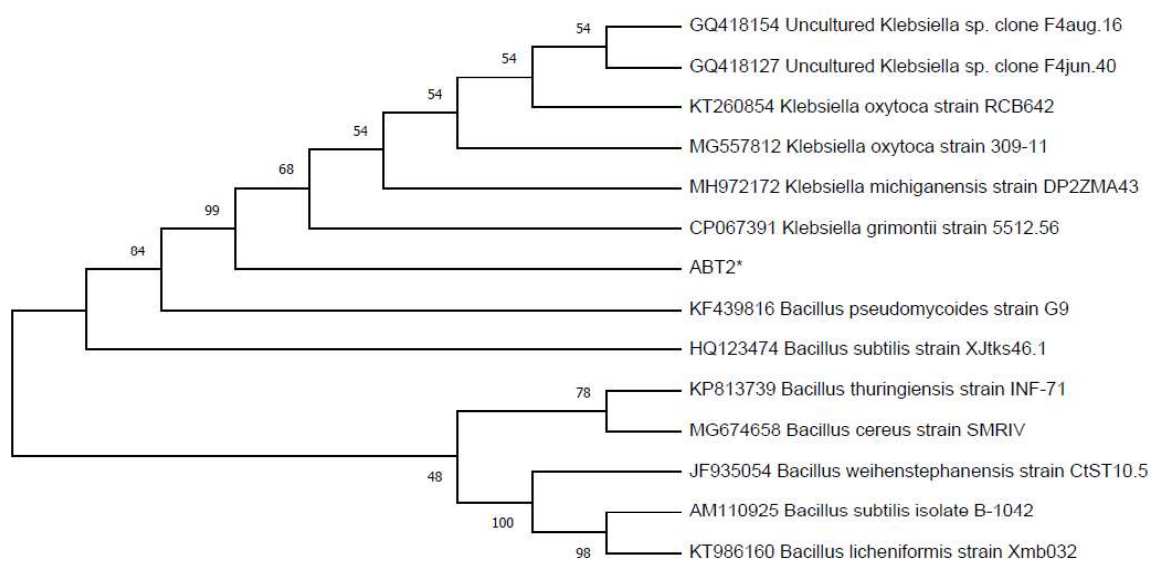 54
GQ418154 Uncultured Klebsiella sp. clone F4aug.16
54
GQ418127 Uncultured Klebsiella sp. clone F4jun.40
54
KT260854 Klebsiella oxytoca strain RCB642
54
MG557812 Klebsiella oxytoca strain 309-11
68
MH972172 Klebsiella michiganensis strain DP2ZMA43
99
CP067391 Klebsiella grimontii strain 5512.56
84
ABT2*
KF439816 Bacillus pseudomycoides strain G9
HQ123474 Bacillus subtilis strain XJtks46.1
78
KP813739 Bacillus thuringiensis strain INF-71
MG674658 Bacillus cereus strain SMRIV
48
JF935054 Bacillus weihenstephanensis strain CtST10.5
100
AM110925 Bacillus subtilis isolate B-1042
98
KT986160 Bacillus licheniformis strain Xmb032